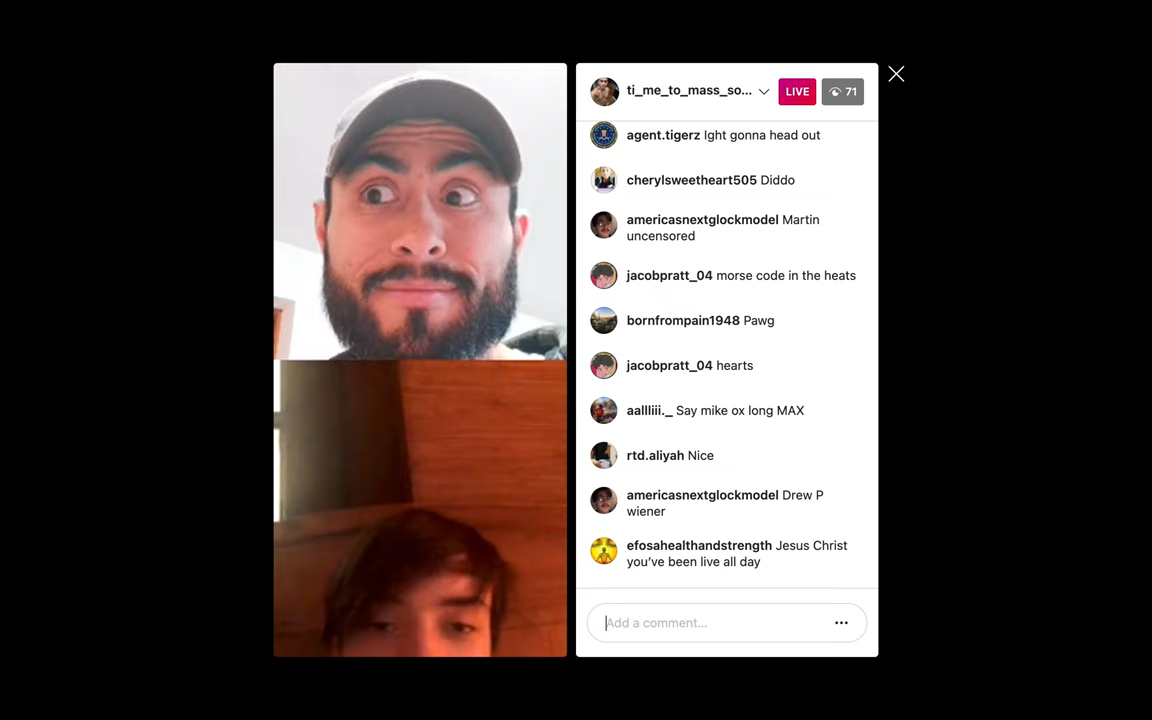 ti_me_to_mass_so...
LIVE
71
agent.tigerz Ight gonna head out
cherylsweetheart505 Diddo
americasnextglockmodel Martin
uncensored
jacobpratt_04 morse code in the heats
bornfrompain1948 Pawg
jacobpratt_04 hearts
aallliii._ Say mike ox long MAX
rtd.aliyah Nice
americasnextglockmodel Drew P
wiener
efosahealthandstrength Jesus Christ
you’ve been live all day
Add a comment...